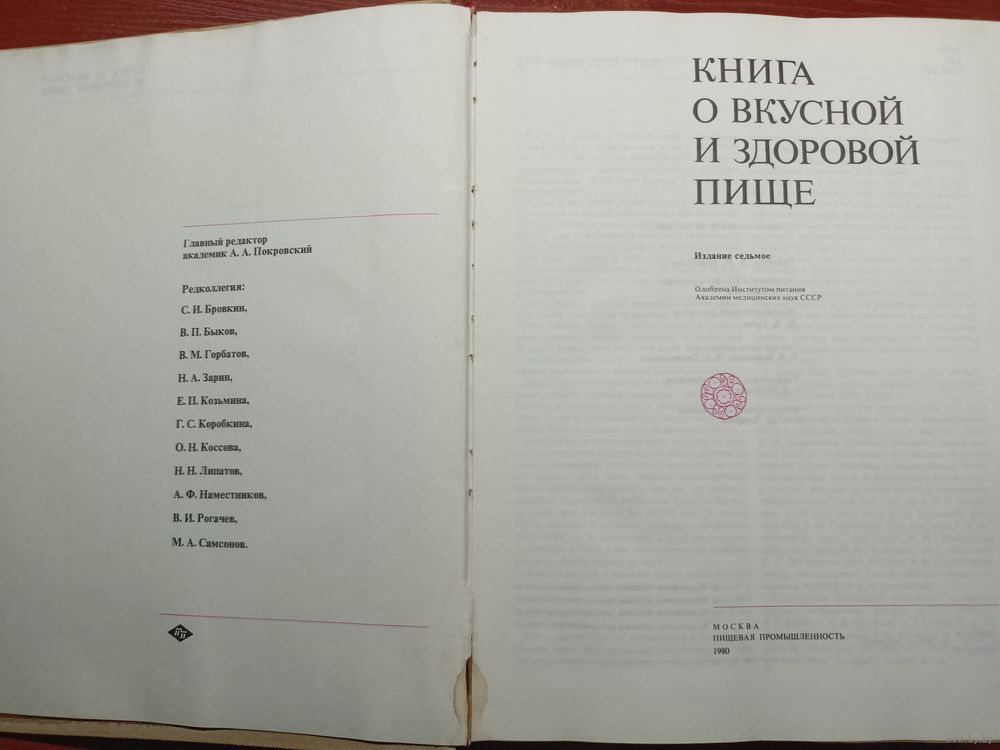 Главный редактор
академик А. А. Покровский
Редколлегия:
С. И. Бровкин,
В. П. Быков,
В. М. Горбатов,
Н. А. Зарин,
Е. П. Козьмина,
Г. С. Коробкина,
О. Н. Коссова,
Н. Н. Липатов,
А. Ф. Наместников,
В. И. Рогачев,
М. А. Самсонов.
КНИГА
О ВКУСНОЙ
И ЗДОРОВОЙ
ПИЩЕ
Издание седьмое
Одобрена Институтом питания
Академии медицинских наук СССР
МОСКВА
ПИЩЕВАЯ ПРОМЫШЛЕННОСТЬ
1980